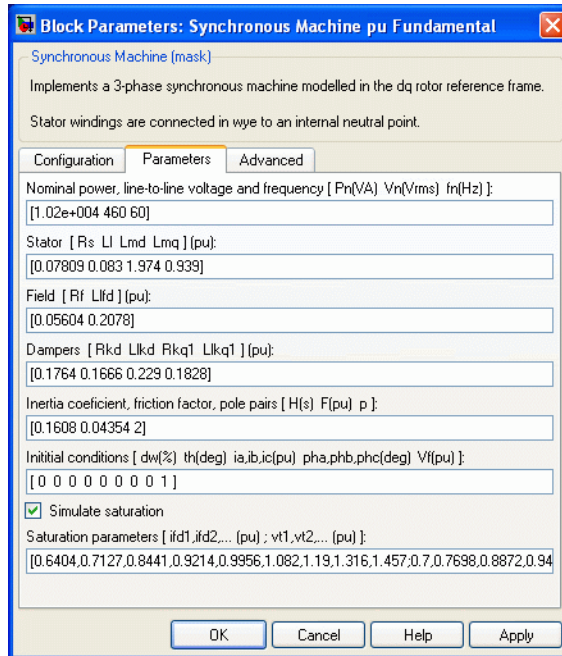 Block Parameters: Synchronous Machine pu Fundamental
Synchronous Machine (mask)
Implements a 3-phase synchronous machine modelled in the dq rotor reference frame.
Stator windings are connected in wye to an internal neutral point.
Configuration Parameters Advanced
Nominal power, line-to-line voltage and frequency [ Pn(VA) Vn(Vrms) fn(Hz) ]:
[1.02e+004 460 60]
Stator [ Rs Ll Lmd Lmq ] (pu):
[0.07809 0.083 1.974 0.939]
Field [ Rf Llfd ] (pu):
[0.05604 0.2078]
Dampers [ Rkd Llkd Rkq1 Llkq1 ] (pu):
[0.1764 0.1666 0.229 0.1828]
Inertia coeficient, friction factor, pole pairs [ H(s) F(pu) p ]:
[0.1608 0.04354 2]
Inititial conditions [ dw(%) th(deg) ia,ib,ic(pu) pha,phb,phc(deg) Vf(pu) ]:
[ 0 0 0 0 0 0 0 0 1 ]
Simulate saturation
Saturation parameters [ ifd1,ifd2,... (pu) ; vt1,vt2,... (pu) ]:
[0.6404,0.7127,0.8441,0.9214,0.9956,1.082,1.19,1.316,1.457;0.7,0.7698,0.8872,0.94
OK Cancel Help Apply